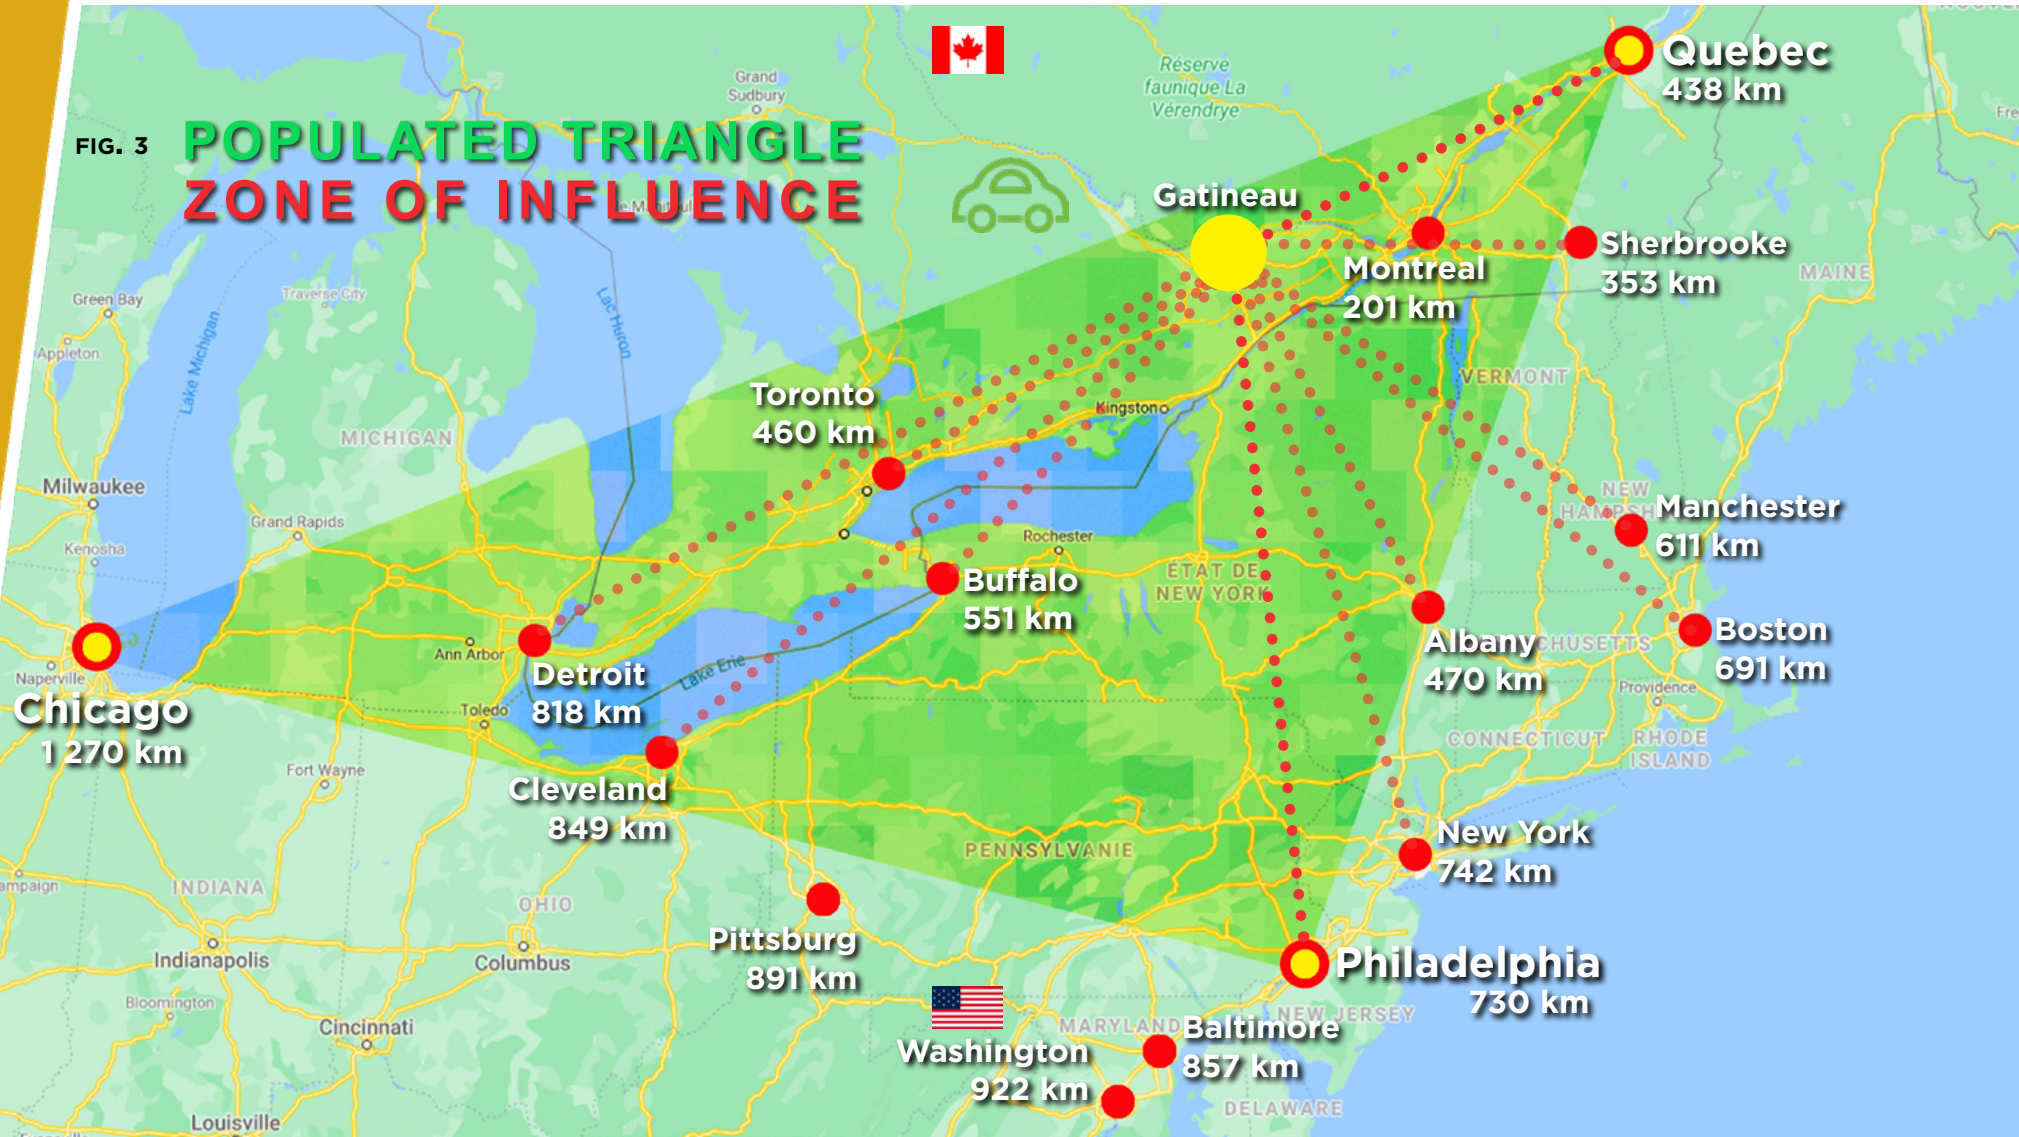 Quebec
438 km
Réserve
faunique La
Vérendrye
Grand
Sudbury
FIG. 3
POPULATED TRIANGLE
ZONE OF INFLUENCE
Gatineau
Sherbrooke
353 km
Montreal
201 km
MAINE
Green Bay
Traverse City
Lac Huron
Lake Michigan
Appleton
VERMONT
Toronto
460 km
Kingston
MICHIGAN
Milwaukee
Grand Rapids
NEW
HAMPSH
Manchester
611 km
Kenosha
Rochester
ÉTAT DE
NEW YORK
Buffalo
551 km
Ann Arbor
Albany
470 km
CHUSETTS
Boston
691 km
Naperville
Detroit
818 km
Lake Erie
Providence
Chicago
1 270 km
Toledo
CONNECTICUT
RHODE
ISLAND
Fort Wayne
Cleveland
849 km
New York
742 km
PENNSYLVANIE
ampaign
INDIANA
OHIO
Pittsburg
891 km
Indianapolis
Columbus
Philadelphia
730 km
Bloomington
Cincinnati
NEW JERSEY
MARYLAND
Baltimore
857 km
Washington
922 km
DELAWARE
Louisville